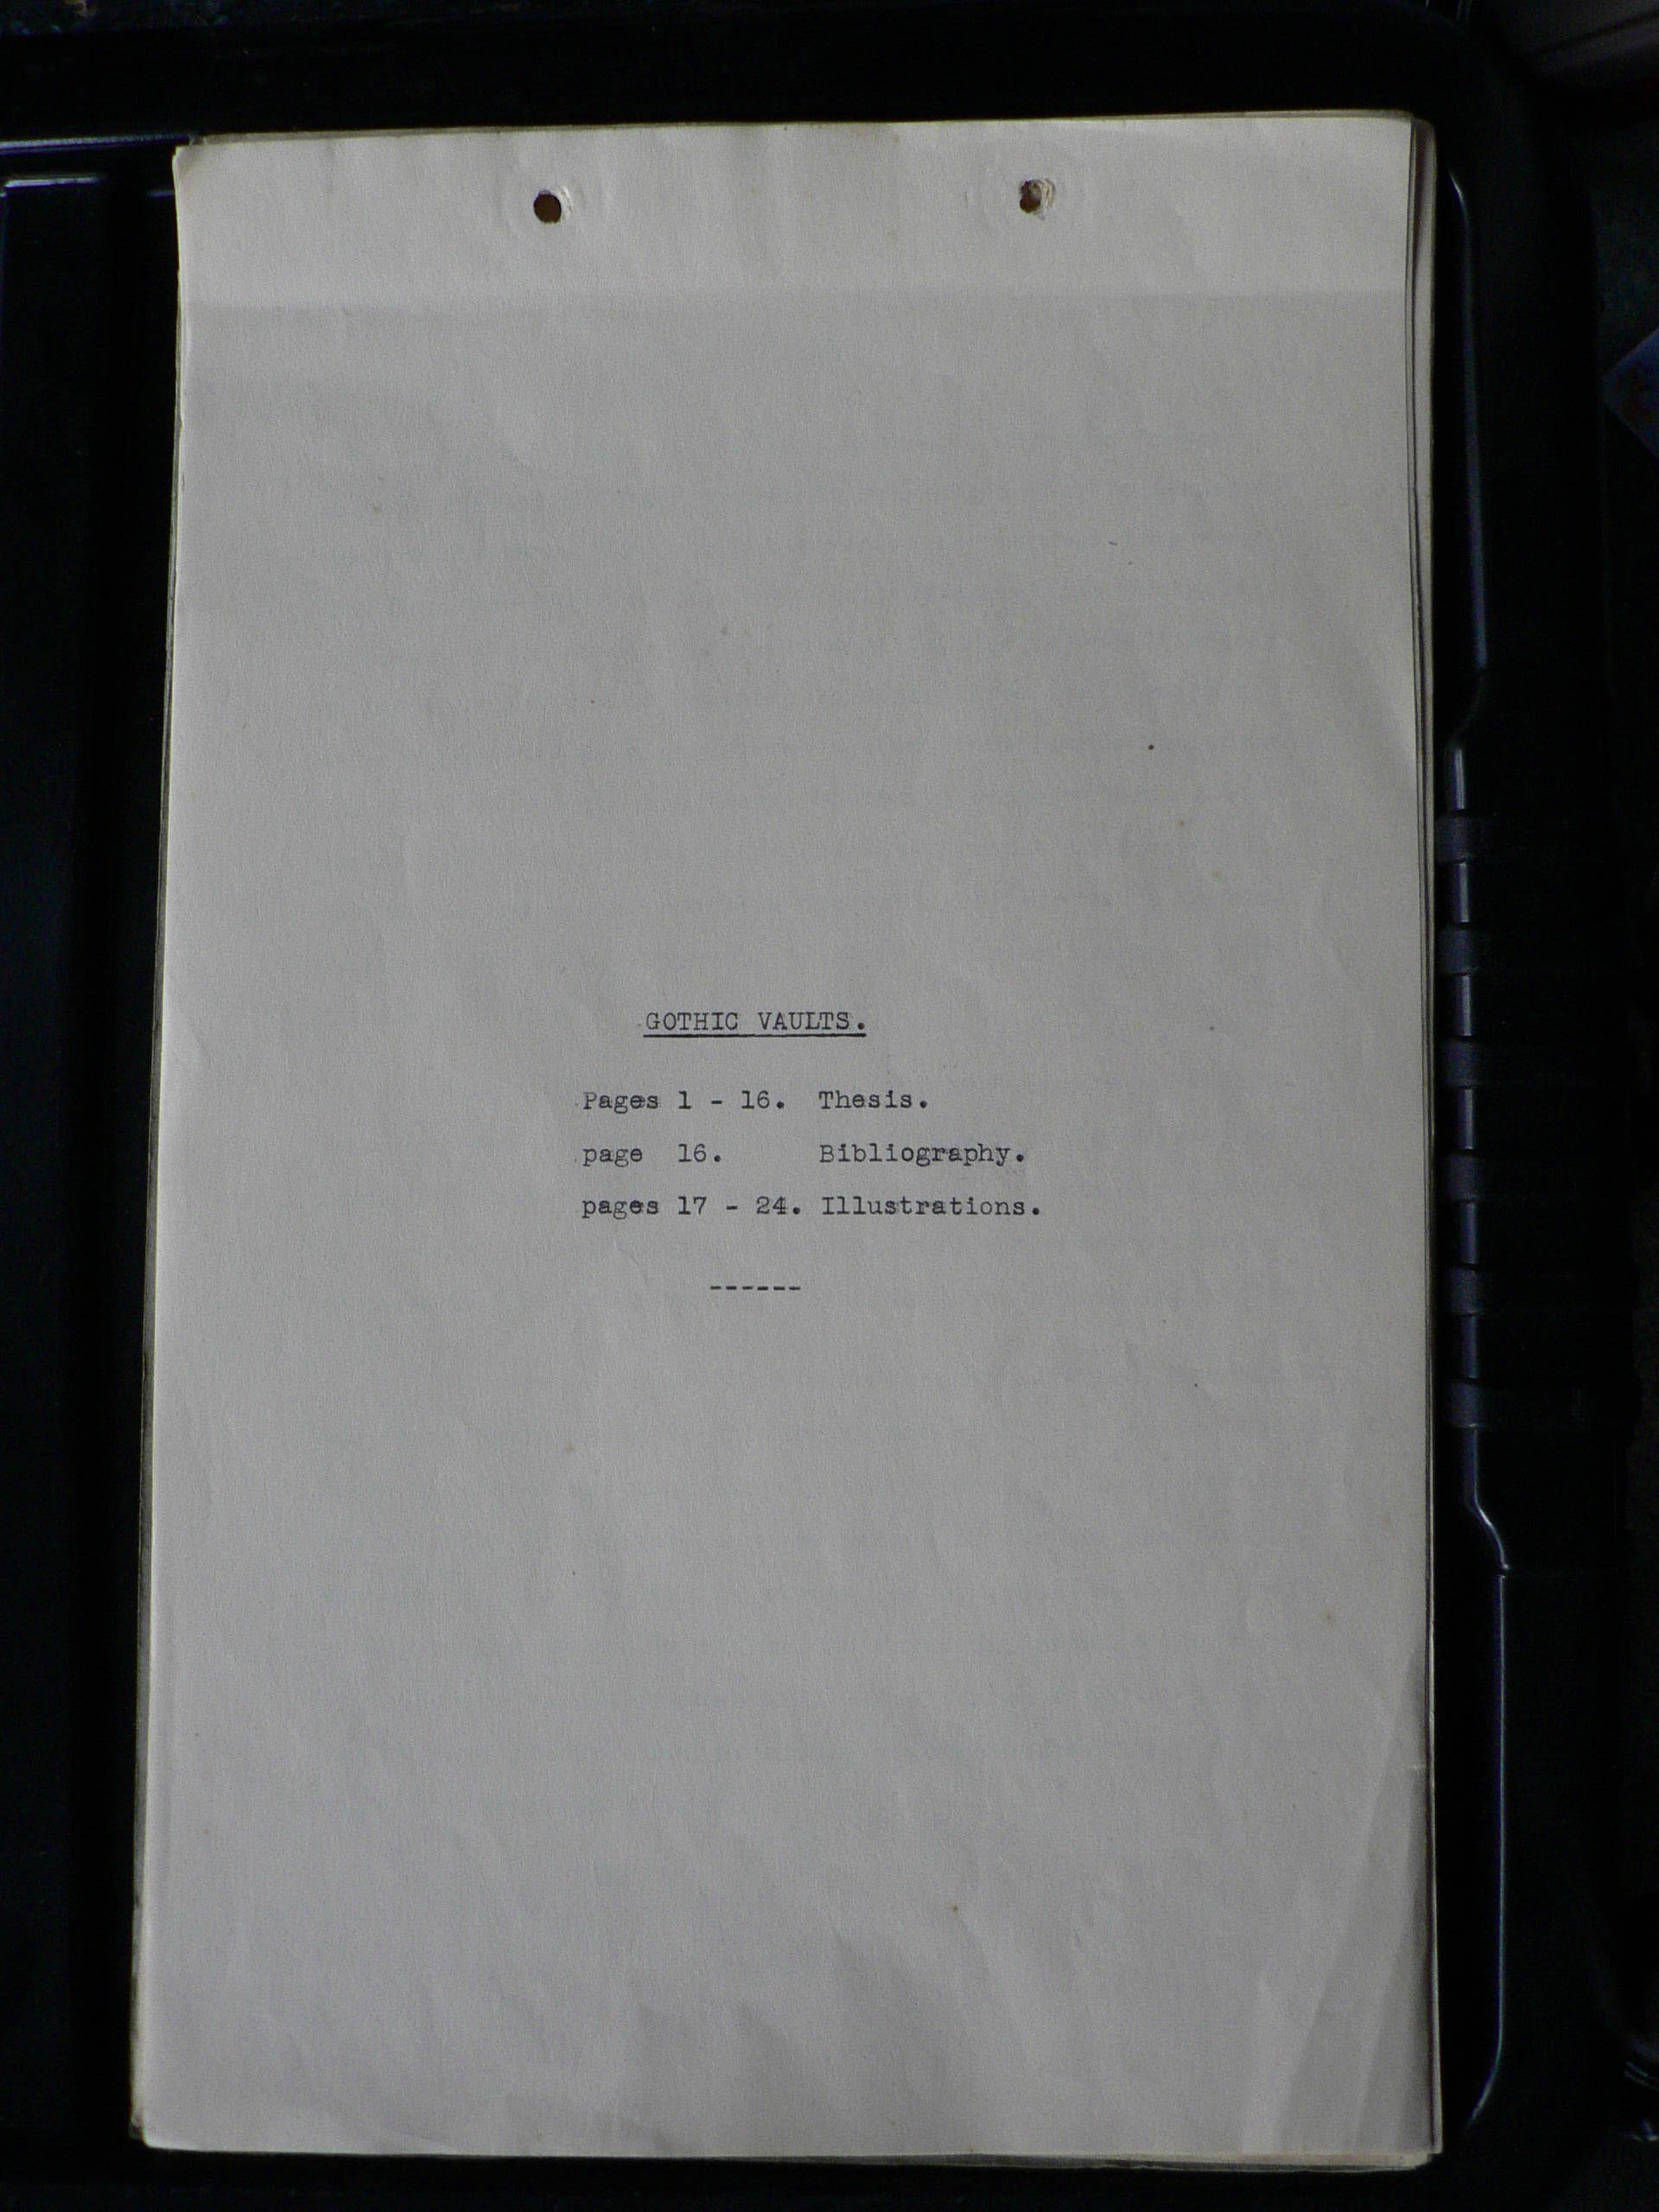 GOTHIC VAULTS.
Pages 1 - 16. Thesis.
page 16. Bibliography.
pages 17 - 24. Illustrations.
------